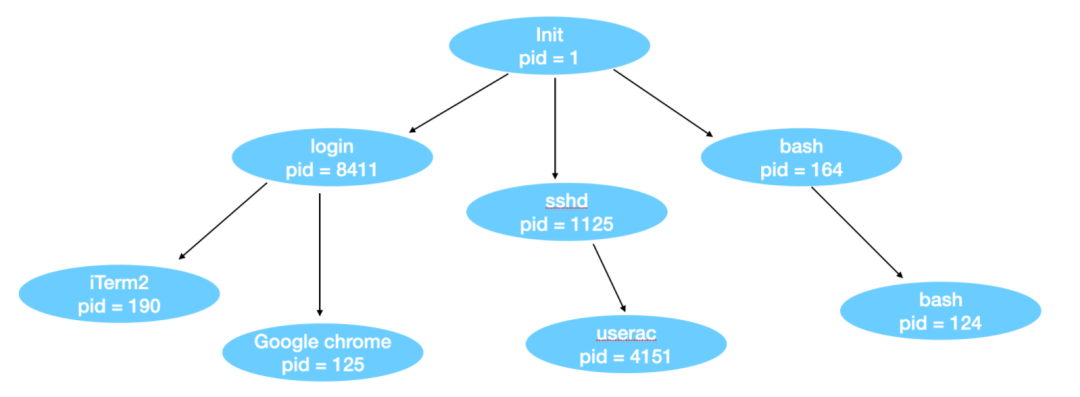 Init
pid = 1
login
pid = 8411
bash
pid = 164
sshd
pid = 1125
iTerm2
pid = 190
Google chrome
pid = 125
userac
pid = 4151
bash
pid = 124